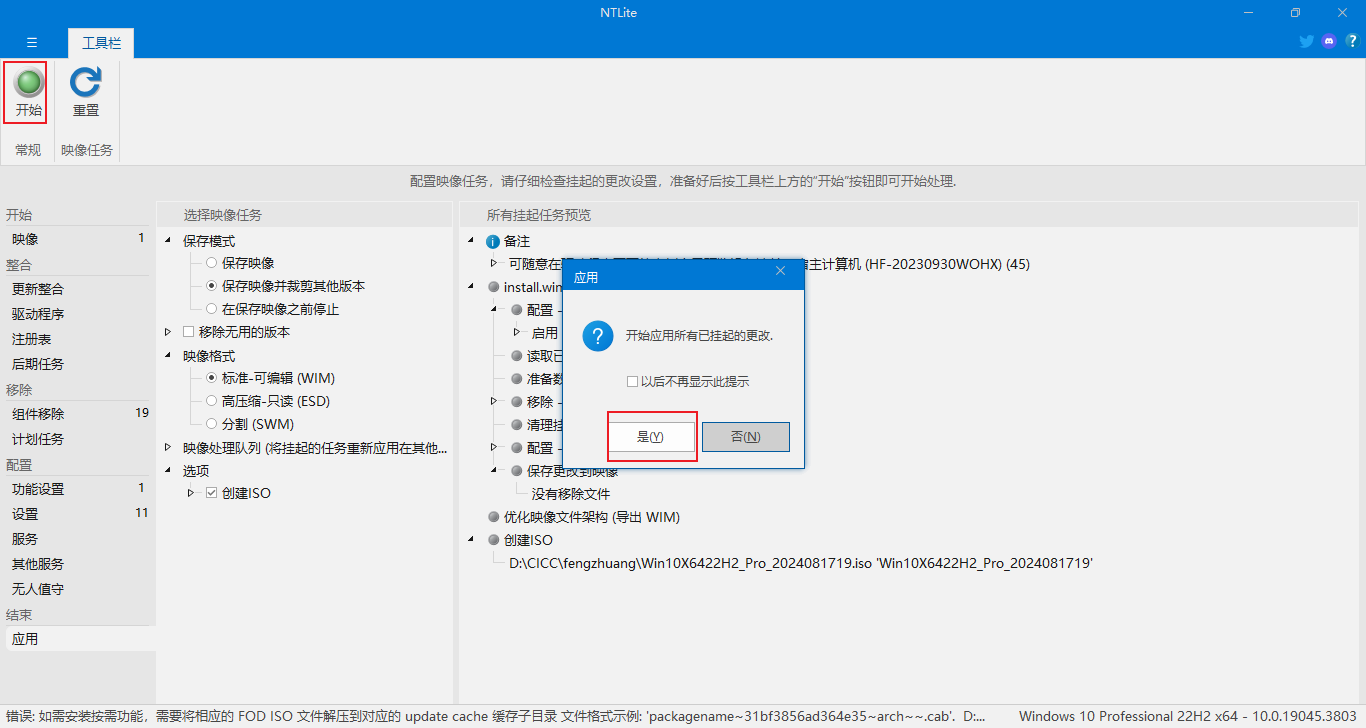 NTLite
工具栏
开始
重置
常规
映像任务
配置映像任务，请仔细检查挂起的更改设置，准备好后按工具栏上方的“开始”按钮即可开始处理.
开始
映像 1
整合
更新整合
驱动程序
注册表
后期任务
移除
组件移除 19
计划任务
配置
功能设置 1
设置 11
服务
其他服务
无人值守
结束
应用
选择映像任务
保存模式
保存映像
保存映像并裁剪其他版本
在保存映像之前停止
移除无用的版本
映像格式
标准-可编辑 (WIM)
高压缩-只读 (ESD)
分割 (SWM)
映像处理队列 (将挂起的任务重新应用在其他...
选项
创建ISO
所有挂起任务预览
备注
可随意在
宿主计算机 (HF-20230930WOHX) (45)
install.wim
配置 -
启用
读取已
准备数
移除 -
清理挂
配置 -
保存更改到映像
没有移除文件
优化映像文件架构 (导出 WIM)
创建ISO
D:\CICC\fengzhuang\Win10X6422H2_Pro_2024081719.iso 'Win10X6422H2_Pro_2024081719'
应用
?
开始应用所有已挂起的更改.
以后不再显示此提示
是(Y)
否(N)
错误: 如需安装按需功能，需要将相应的 FOD ISO 文件解压到对应的 update cache 缓存子目录 文件格式示例: 'packagename~31bf3856ad364e35~arch~~.cab'. D:...
Windows 10 Professional 22H2 x64 - 10.0.19045.3803